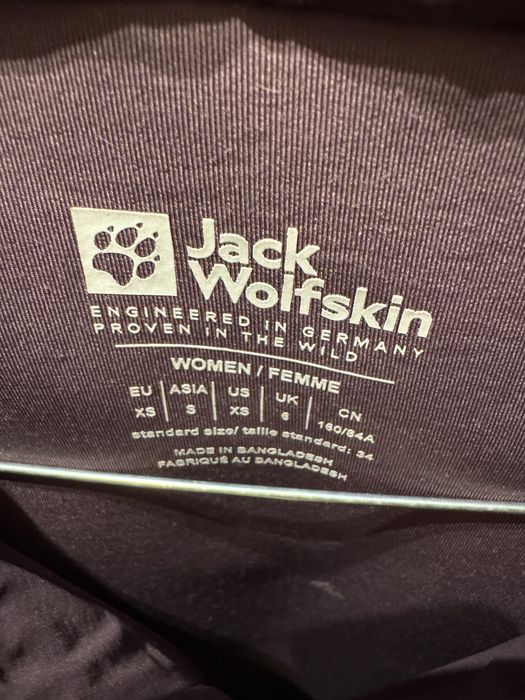 Jack
Wolfskin
ENGINEERED IN GERMANY
PROVEN IN THE WILD
WOMEN / FEMME
EU ASIA US UK CN
XS S XS 6 160/84A
standard size/ taille standard: 34
MADE IN BANGLADESH
FABRIQUÉ AU BANGLADESH